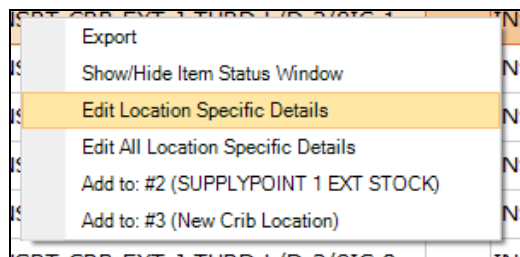 Export
Show/Hide Item Status Window
Edit Location Specific Details
Edit All Location Specific Details
Add to: #2 (SUPPLYPOINT 1 EXT STOCK)
Add to: #3 (New Crib Location)